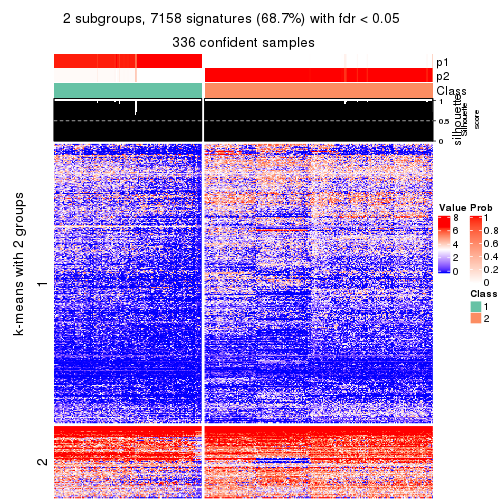 2 subgroups, 7158 signatures (68.7%) with fdr < 0.05
336 confident samples
p1
p2
Class
1
0.5
0
silhouette
Silhouette
score
k-means with 2 groups
1
2
Value
8
6
4
2
0
Prob
1
0.8
0.6
0.4
0.2
0
Class
1
2